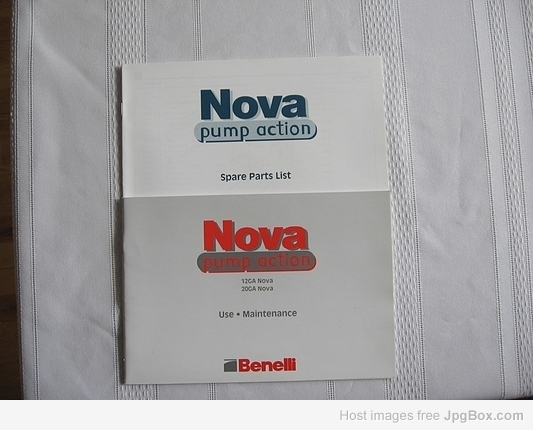 Nova
pump action
Spare Parts List
Nova
pump action
12GA Nova
20GA Nova
Use • Maintenance
Benelli
Host images free JpgBox.com